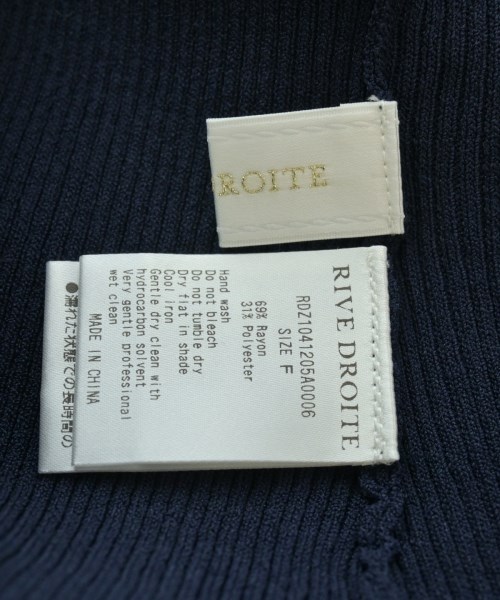 ROITE
RIVE DROITE
RDZ1041205A0006
SIZE F
69% Rayon
31% Polyester
Hand wash
Do not bleach
Do not tumble dry
Dry flat in shade
Cool iron
Gentle dry clean with
hydrocarbon solvent
Very gentle professional
wet clean
MADE IN CHINA
●濡れた状態での長時間の